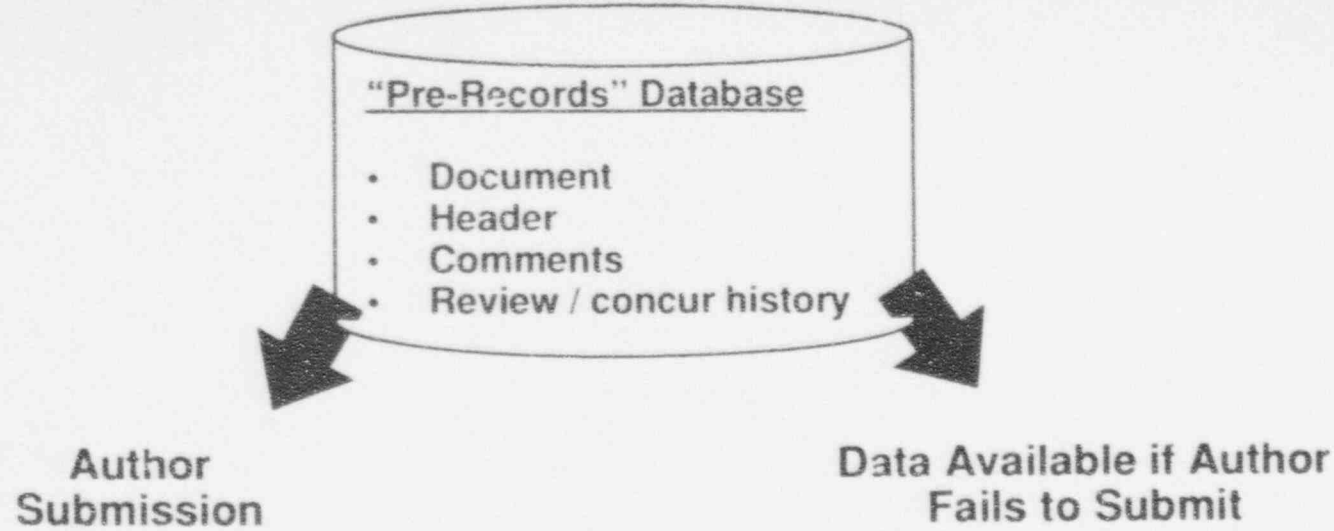 "Pre-Records" Database
• Document
• Header
• Comments
• Review / concur history
Author
Submission
Data Available if Author
Fails to Submit